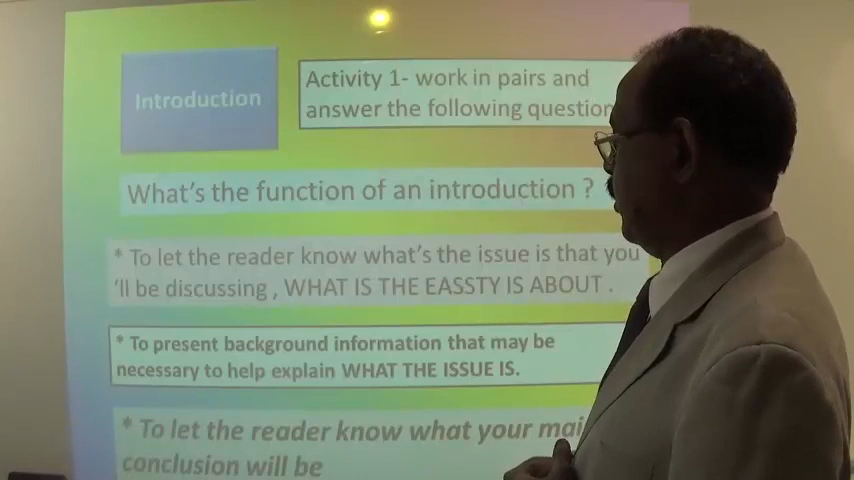 Introduction
Activity 1- work in pairs and
answer the following question
What's the function of an introduction ?
* To let the reader know what's the issue is that you
'll be discussing , WHAT IS THE EASSTY IS ABOUT .
* To present background information that may be
necessary to help explain WHAT THE ISSUE IS.
* To let the reader know what your mai
conclusion will be